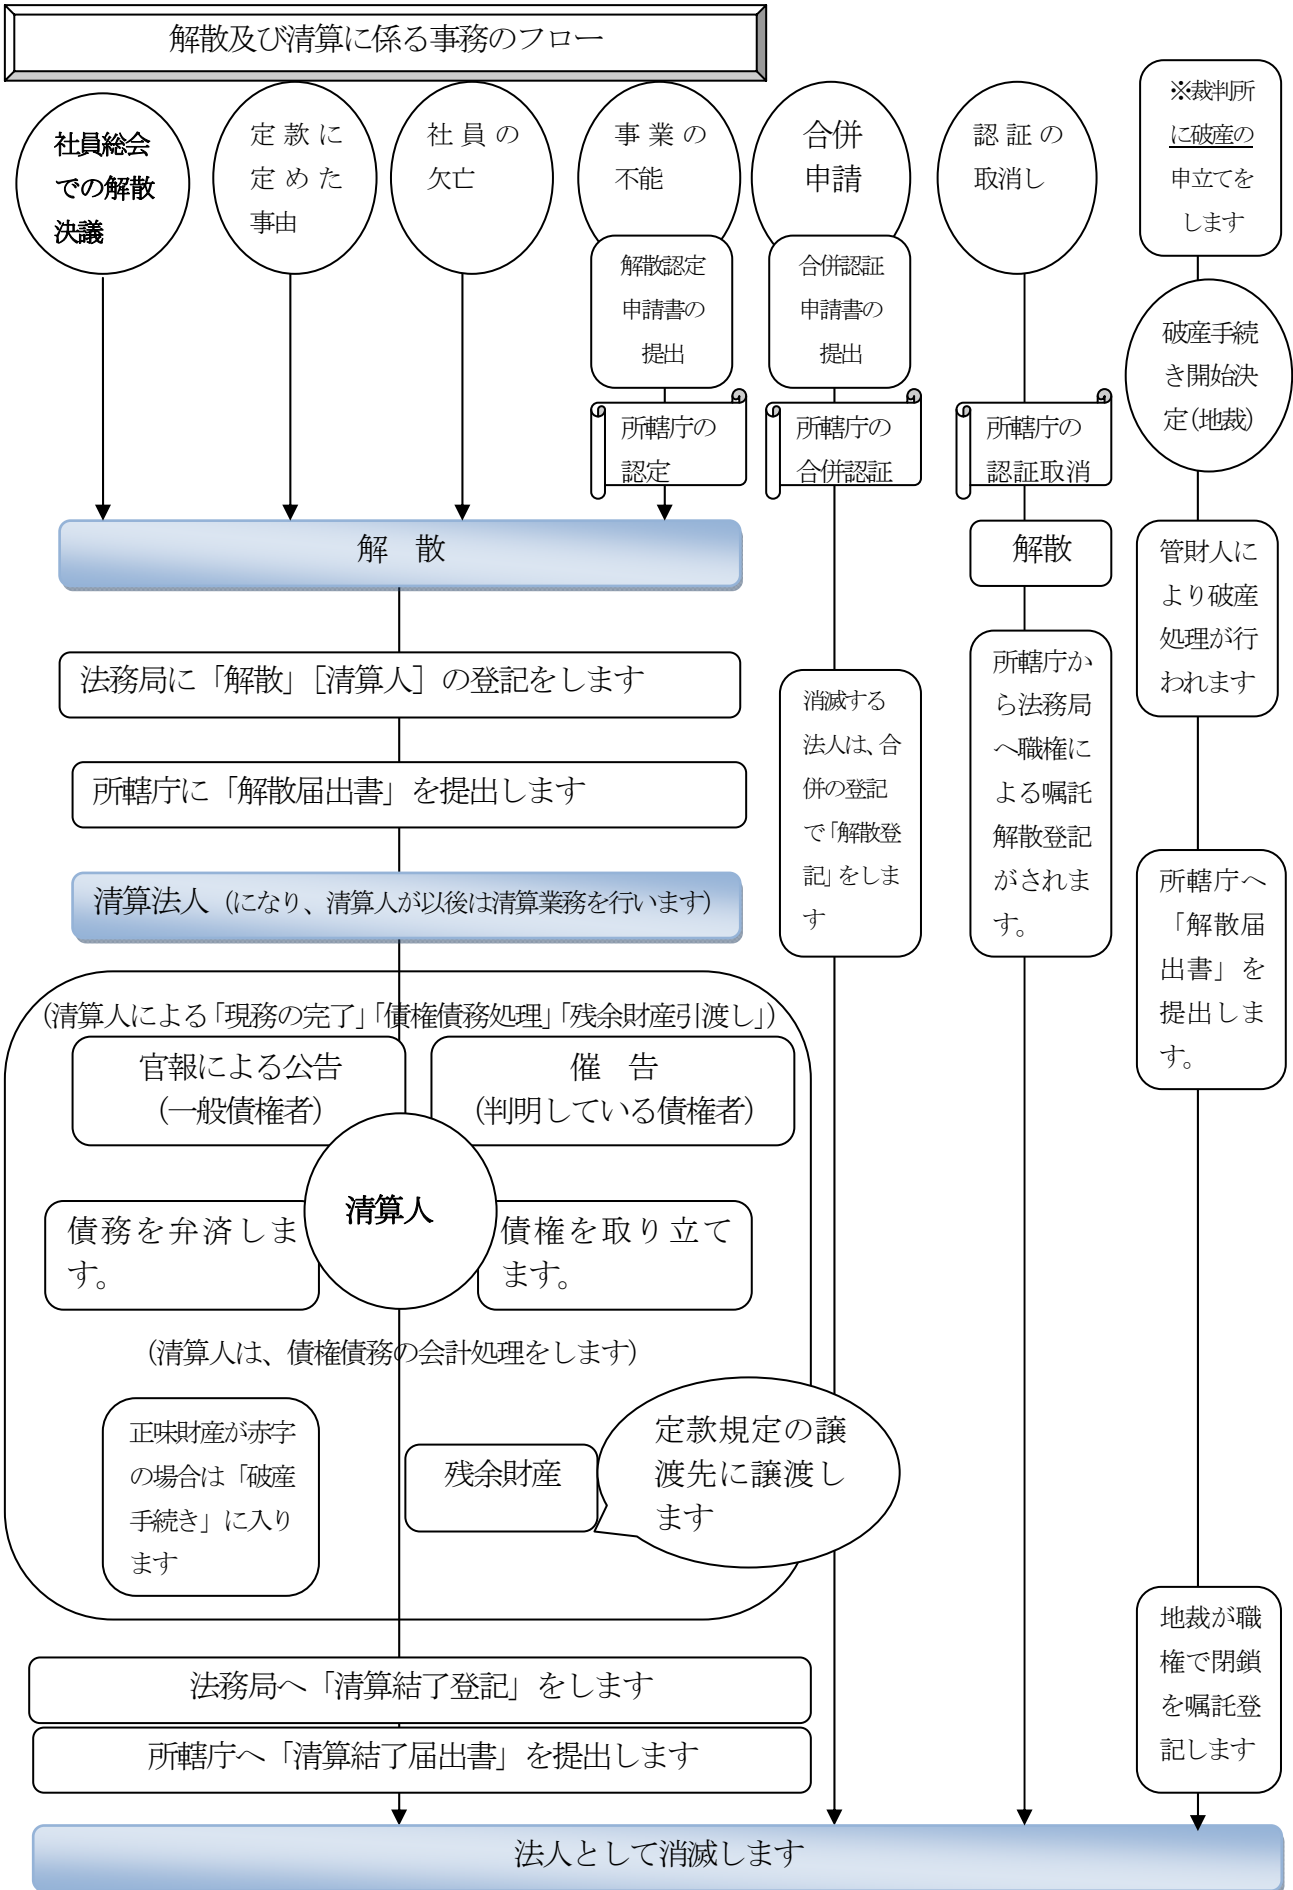 解散及び清算に係る事務のフロー
社員総会
での解散
決議
定款に
定めた
事由
社員の
欠亡
事業の
不能
解散認定
申請書の
提出
所轄庁の
認定
合併
申請
合併認証
申請書の
提出
所轄庁の
合併認証
認証の
取消し
所轄庁の
認証取消
解散
※裁判所
に破産の
申立てを
します
破産手続
き開始決
定(地裁)
管財人に
より破産
処理が行
われます
解　散
法務局に「解散」[清算人]の登記をします
所轄庁に「解散届出書」を提出します
清算法人(になり、清算人が以後は清算業務を行います)
消滅する
法人は、合
併の登記
で「解散登
記」をしま
す
所轄庁か
ら法務局
へ職権に
よる嘱託
解散登記
がされま
す。
所轄庁へ
「解散届
出書」を
提出しま
す。
(清算人による「現務の完了」「債権債務処理」「残余財産引渡し」)
官報による公告
(一般債権者)
催　告
(判明している債権者)
清算人
債務を弁済しま
す。
債権を取り立て
ます。
(清算人は、債権債務の会計処理をします)
正味財産が赤字
の場合は「破産
手続き」に入り
ます
残余財産
定款規定の譲
渡先に譲渡し
ます
法務局へ「清算結了登記」をします
所轄庁へ「清算結了届出書」を提出します
地裁が職
権で閉鎖
を嘱託登
記します
法人として消滅します